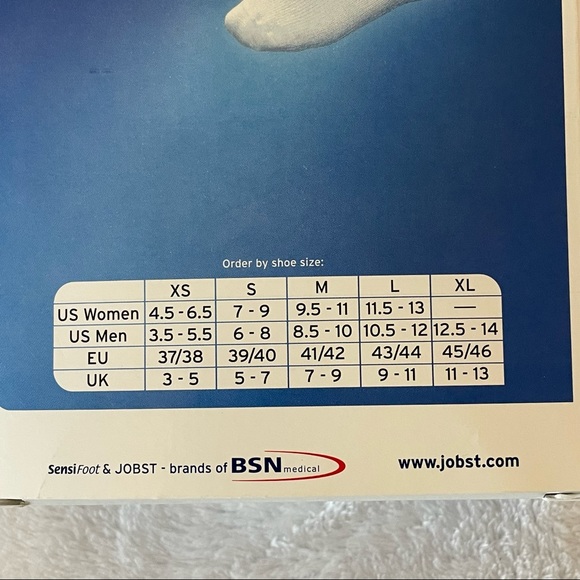 Order by shoe size:
XS S M L XL
US Women 4.5 - 6.5 7 - 9 9.5 - 11 11.5 - 13 —
US Men 3.5 - 5.5 6 - 8 8.5 - 10 10.5 - 12 12.5 - 14
EU 37/38 39/40 41/42 43/44 45/46
UK 3 - 5 5 - 7 7 - 9 9 - 11 11 - 13
SensiFoot & JOBST - brands of BSN medical www.jobst.com